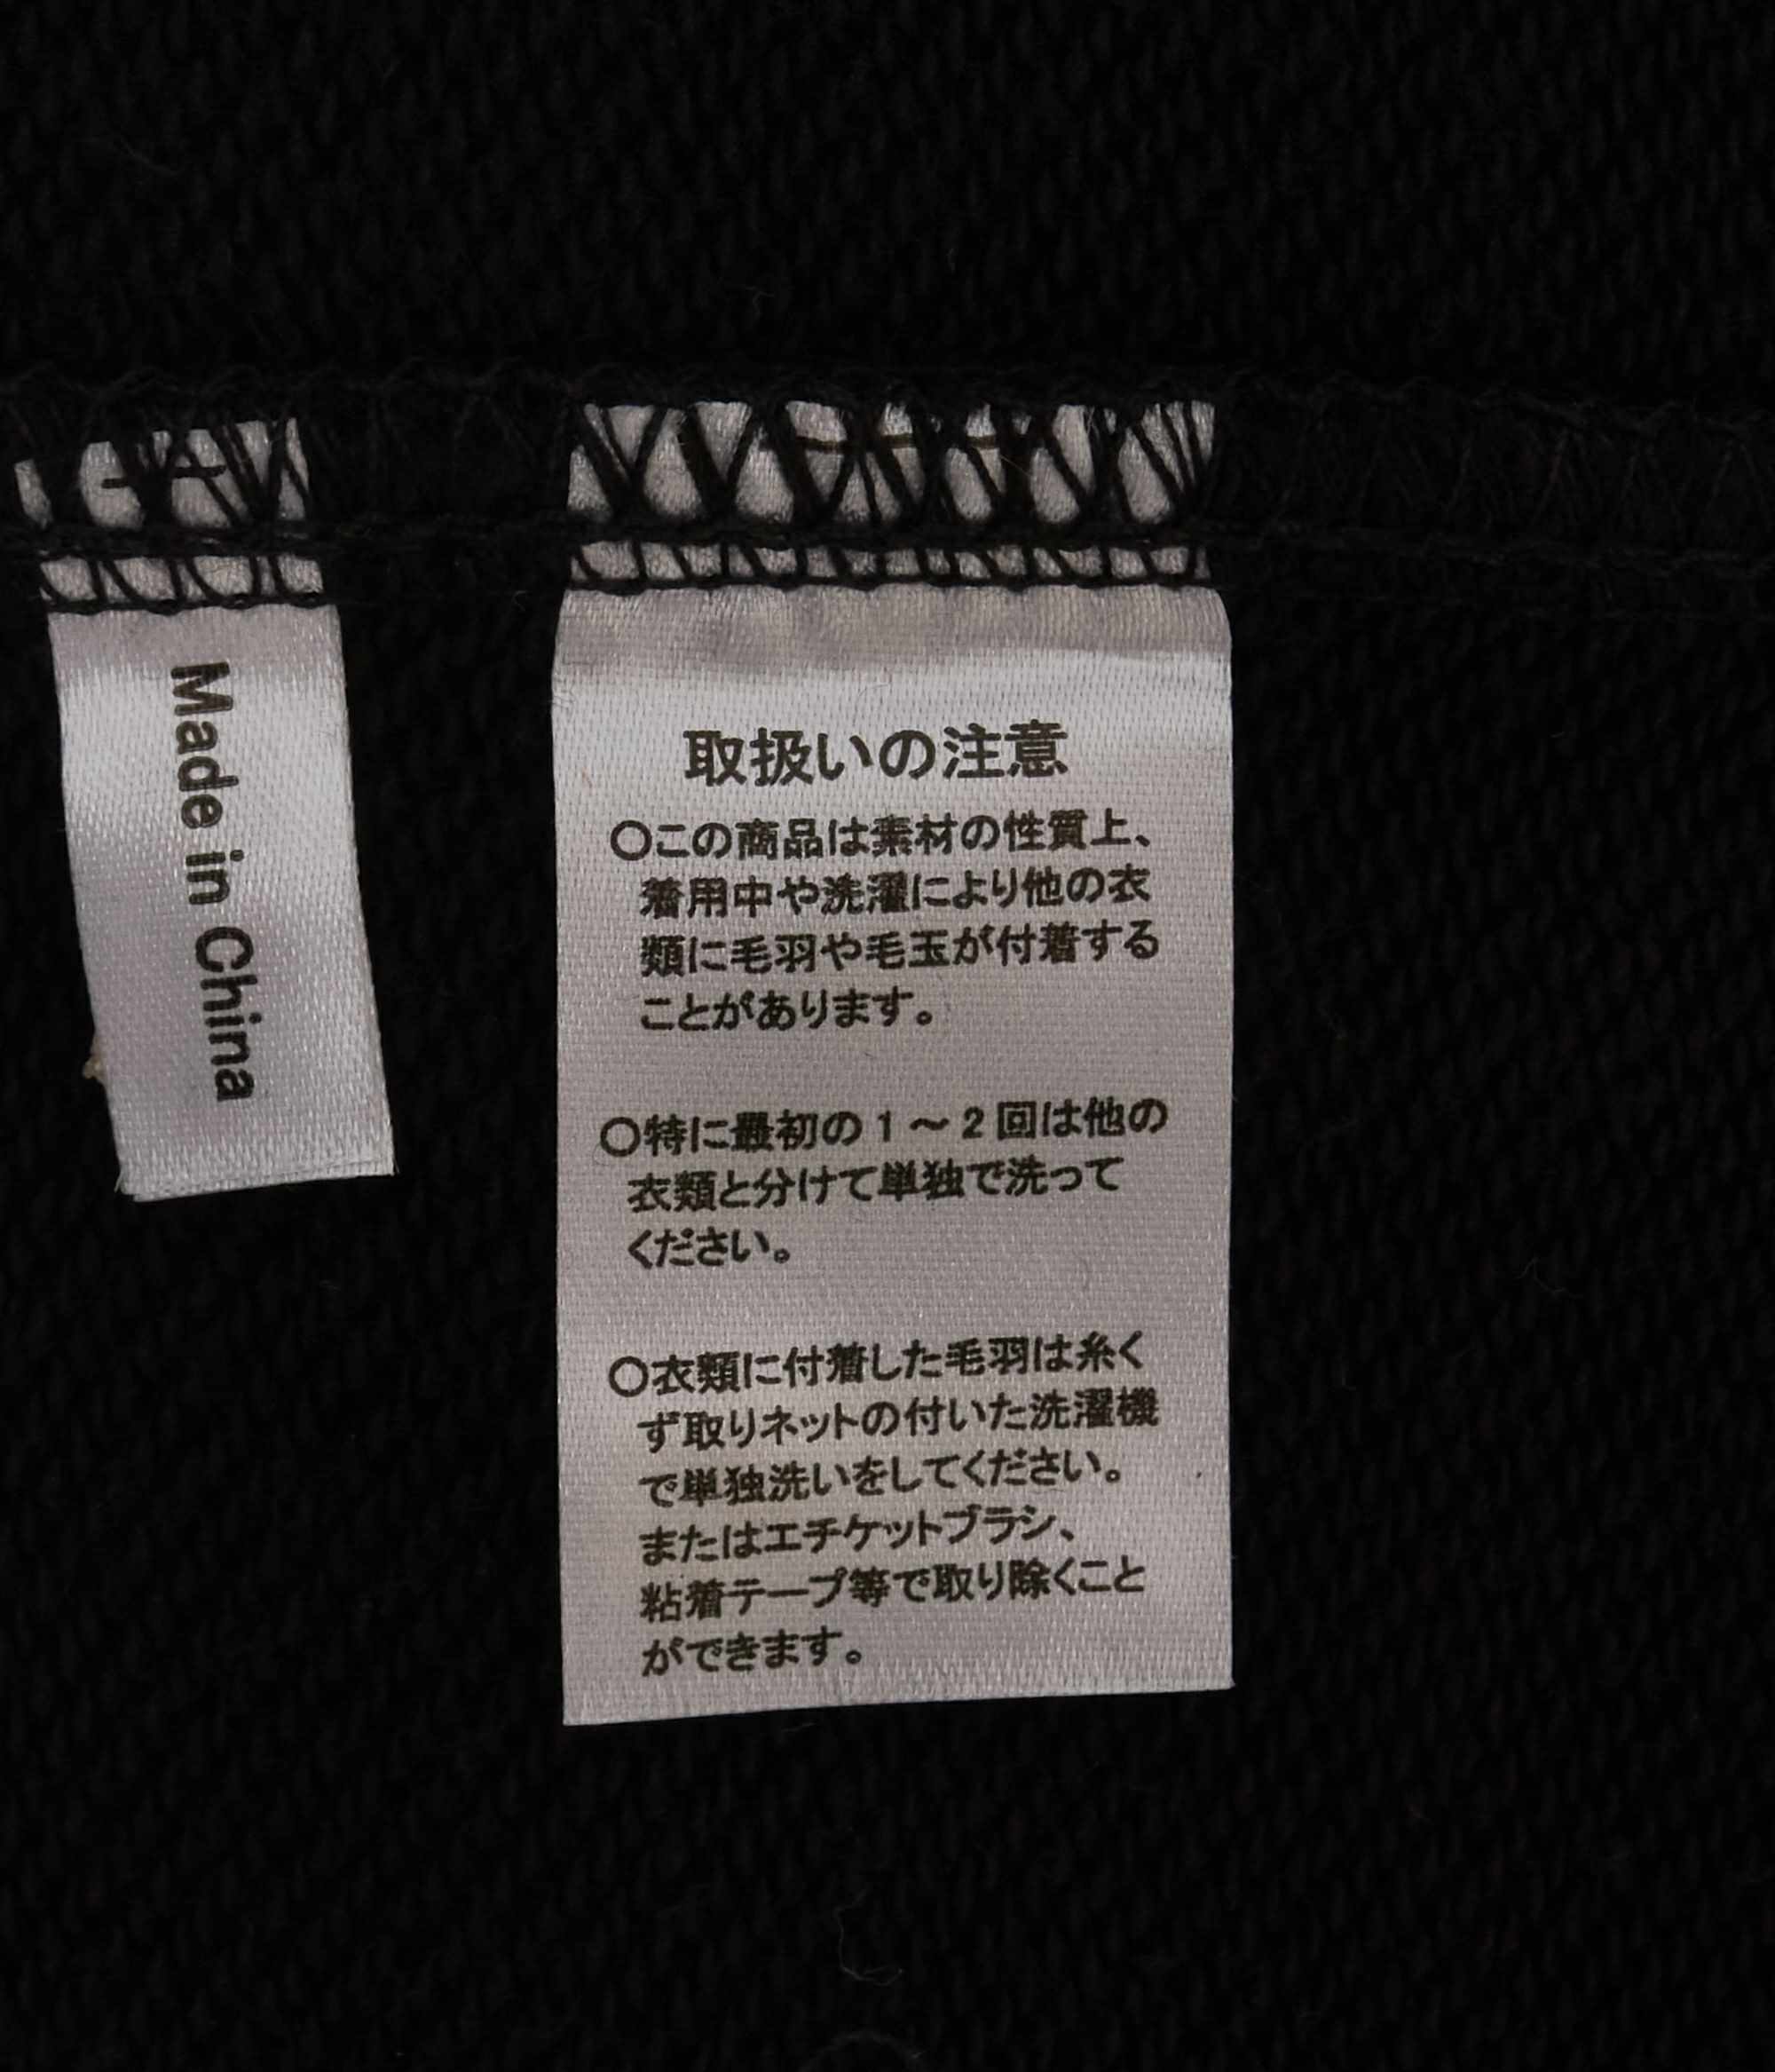 Made in China
取扱いの注意
○この商品は素材の性質上、
着用中や洗濯により他の衣
類に毛羽や毛玉が付着する
ことがあります。
○特に最初の1～2回は他の
衣類と分けて単独で洗って
ください。
○衣類に付着した毛羽は糸く
ず取りネットの付いた洗濯機
で単独洗いをしてください。
またはエチケットブラシ、
粘着テープ等で取り除くこと
ができます。